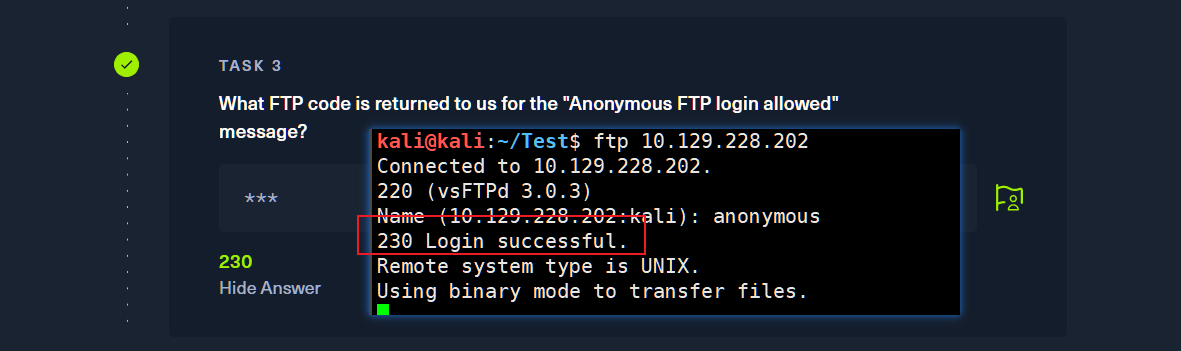 TASK 3
What FTP code is returned to us for the "Anonymous FTP login allowed"
message?
kali@kali:~/Test$ ftp 10.129.228.202
Connected to 10.129.228.202.
220 (vsFTPd 3.0.3)
Name (10.129.228.202:kali): anonymous
230 Login successful.
Remote system type is UNIX.
Using binary mode to transfer files.
***
230
Hide Answer